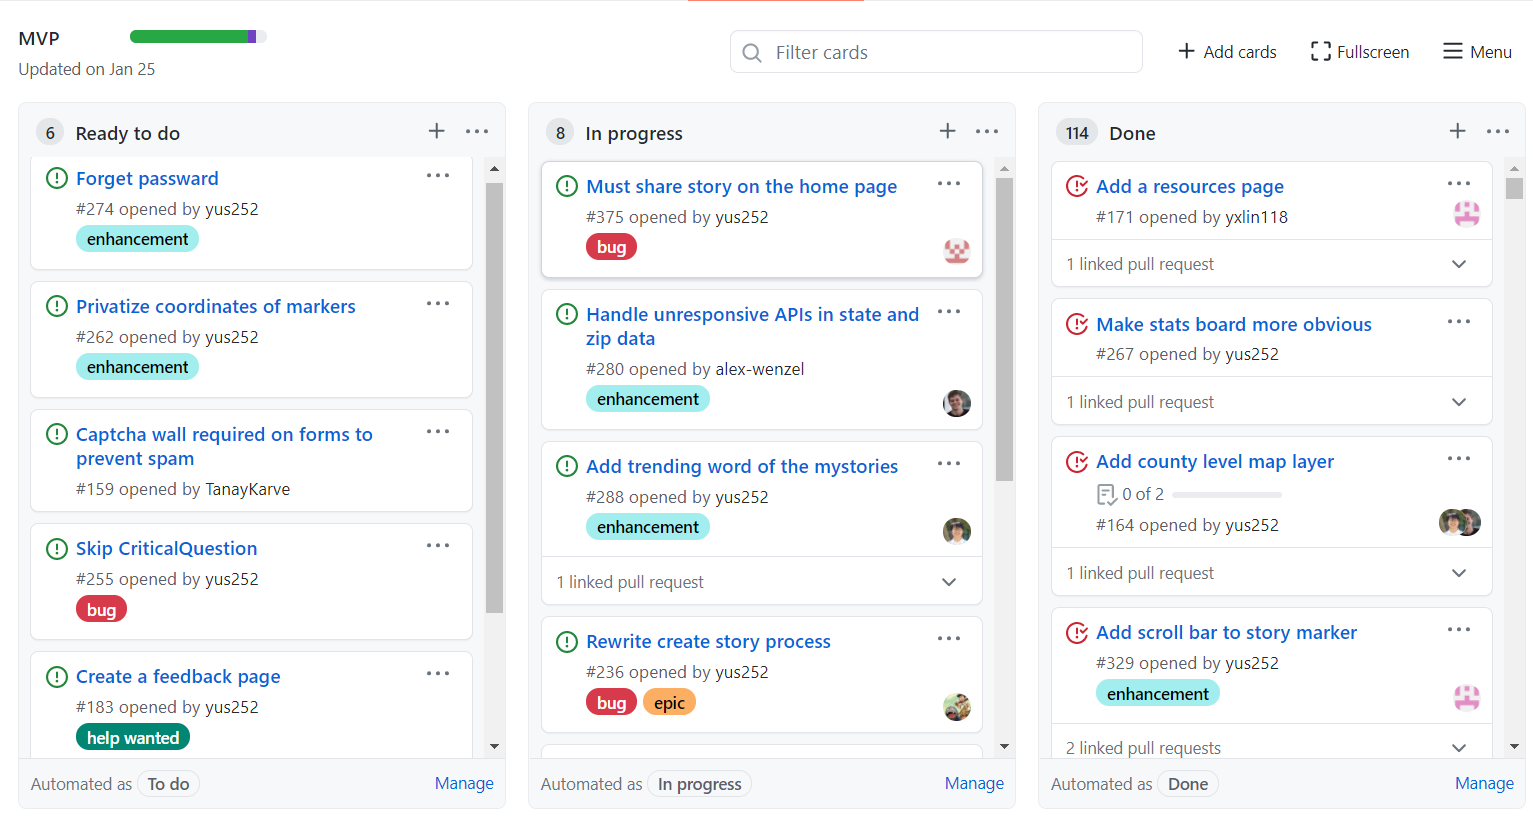 MVP
Updated on Jan 25
Filter cards
Add cards
Fullscreen
Menu
6 Ready to do
Forget passward
#274 opened by yus252
enhancement
Privatize coordinates of markers
#262 opened by yus252
enhancement
Captcha wall required on forms to
prevent spam
#159 opened by TanayKarve
Skip CriticalQuestion
#255 opened by yus252
bug
Create a feedback page
#183 opened by yus252
help wanted
Automated as To do Manage
8 In progress
Must share story on the home page
#375 opened by yus252
bug
Handle unresponsive APIs in state and
zip data
#280 opened by alex-wenzel
enhancement
Add trending word of the mysteries
#288 opened by yus252
enhancement
1 linked pull request
Rewrite create story process
#236 opened by yus252
bug epic
Automated as In progress Manage
114 Done
Add a resources page
#171 opened by yxlin118
1 linked pull request
Make stats board more obvious
#267 opened by yus252
1 linked pull request
Add county level map layer
0 of 2
#164 opened by yus252
1 linked pull request
Add scroll bar to story marker
#329 opened by yus252
enhancement
2 linked pull requests
Automated as Done Manage